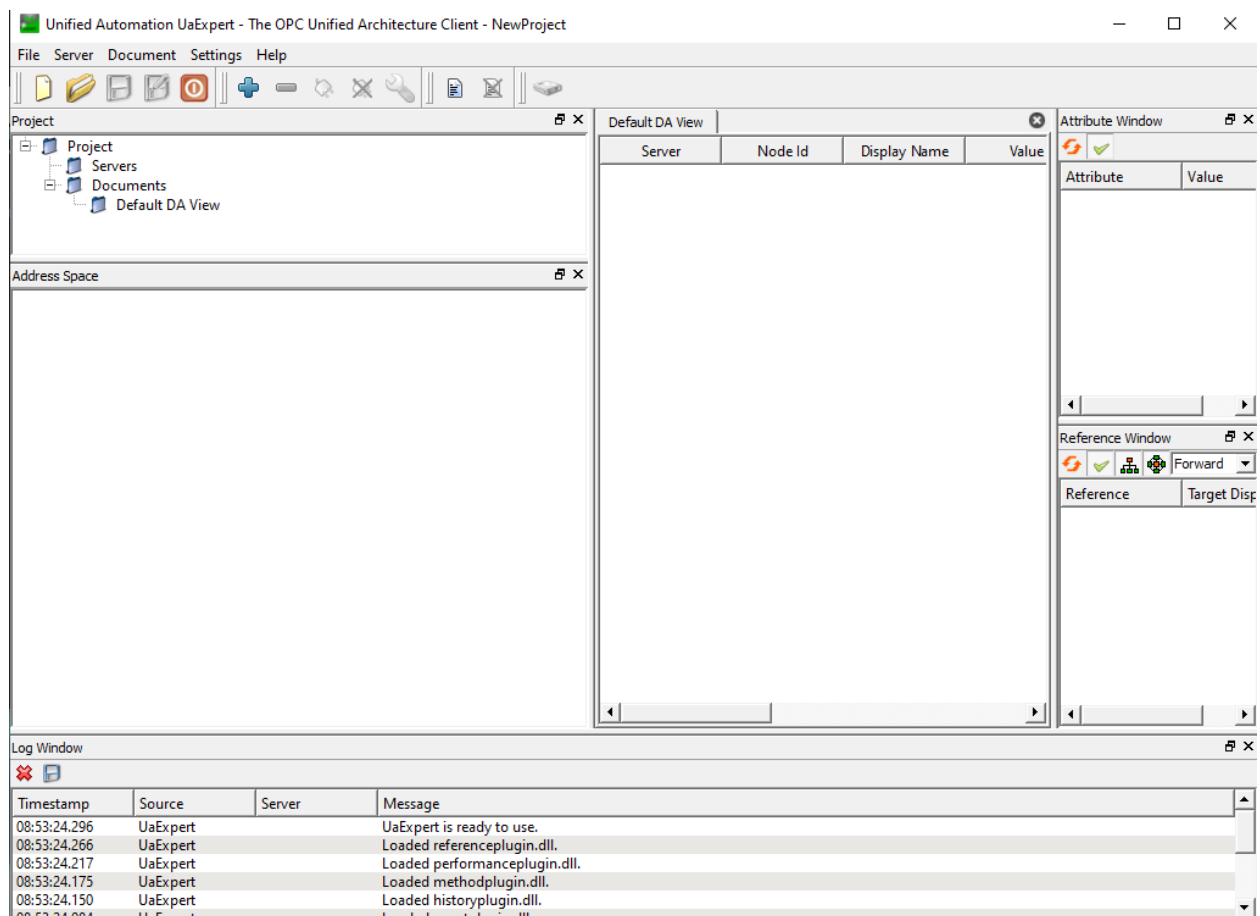 Unified Automation UaExpert - The OPC Unified Architecture Client - NewProject
File Server Document Settings Help
Project
Project
Servers
Documents
Default DA View
Address Space
Default DA View
Server Node Id Display Name Value
Attribute Window
Attribute Value
Reference Window
Forward
Reference Target Disp
Log Window
Timestamp Source Server Message
08:53:24.296 UaExpert UaExpert is ready to use.
08:53:24.266 UaExpert Loaded referenceplugin.dll.
08:53:24.217 UaExpert Loaded performanceplugin.dll.
08:53:24.175 UaExpert Loaded methodplugin.dll.
08:53:24.150 UaExpert Loaded historyplugin.dll.